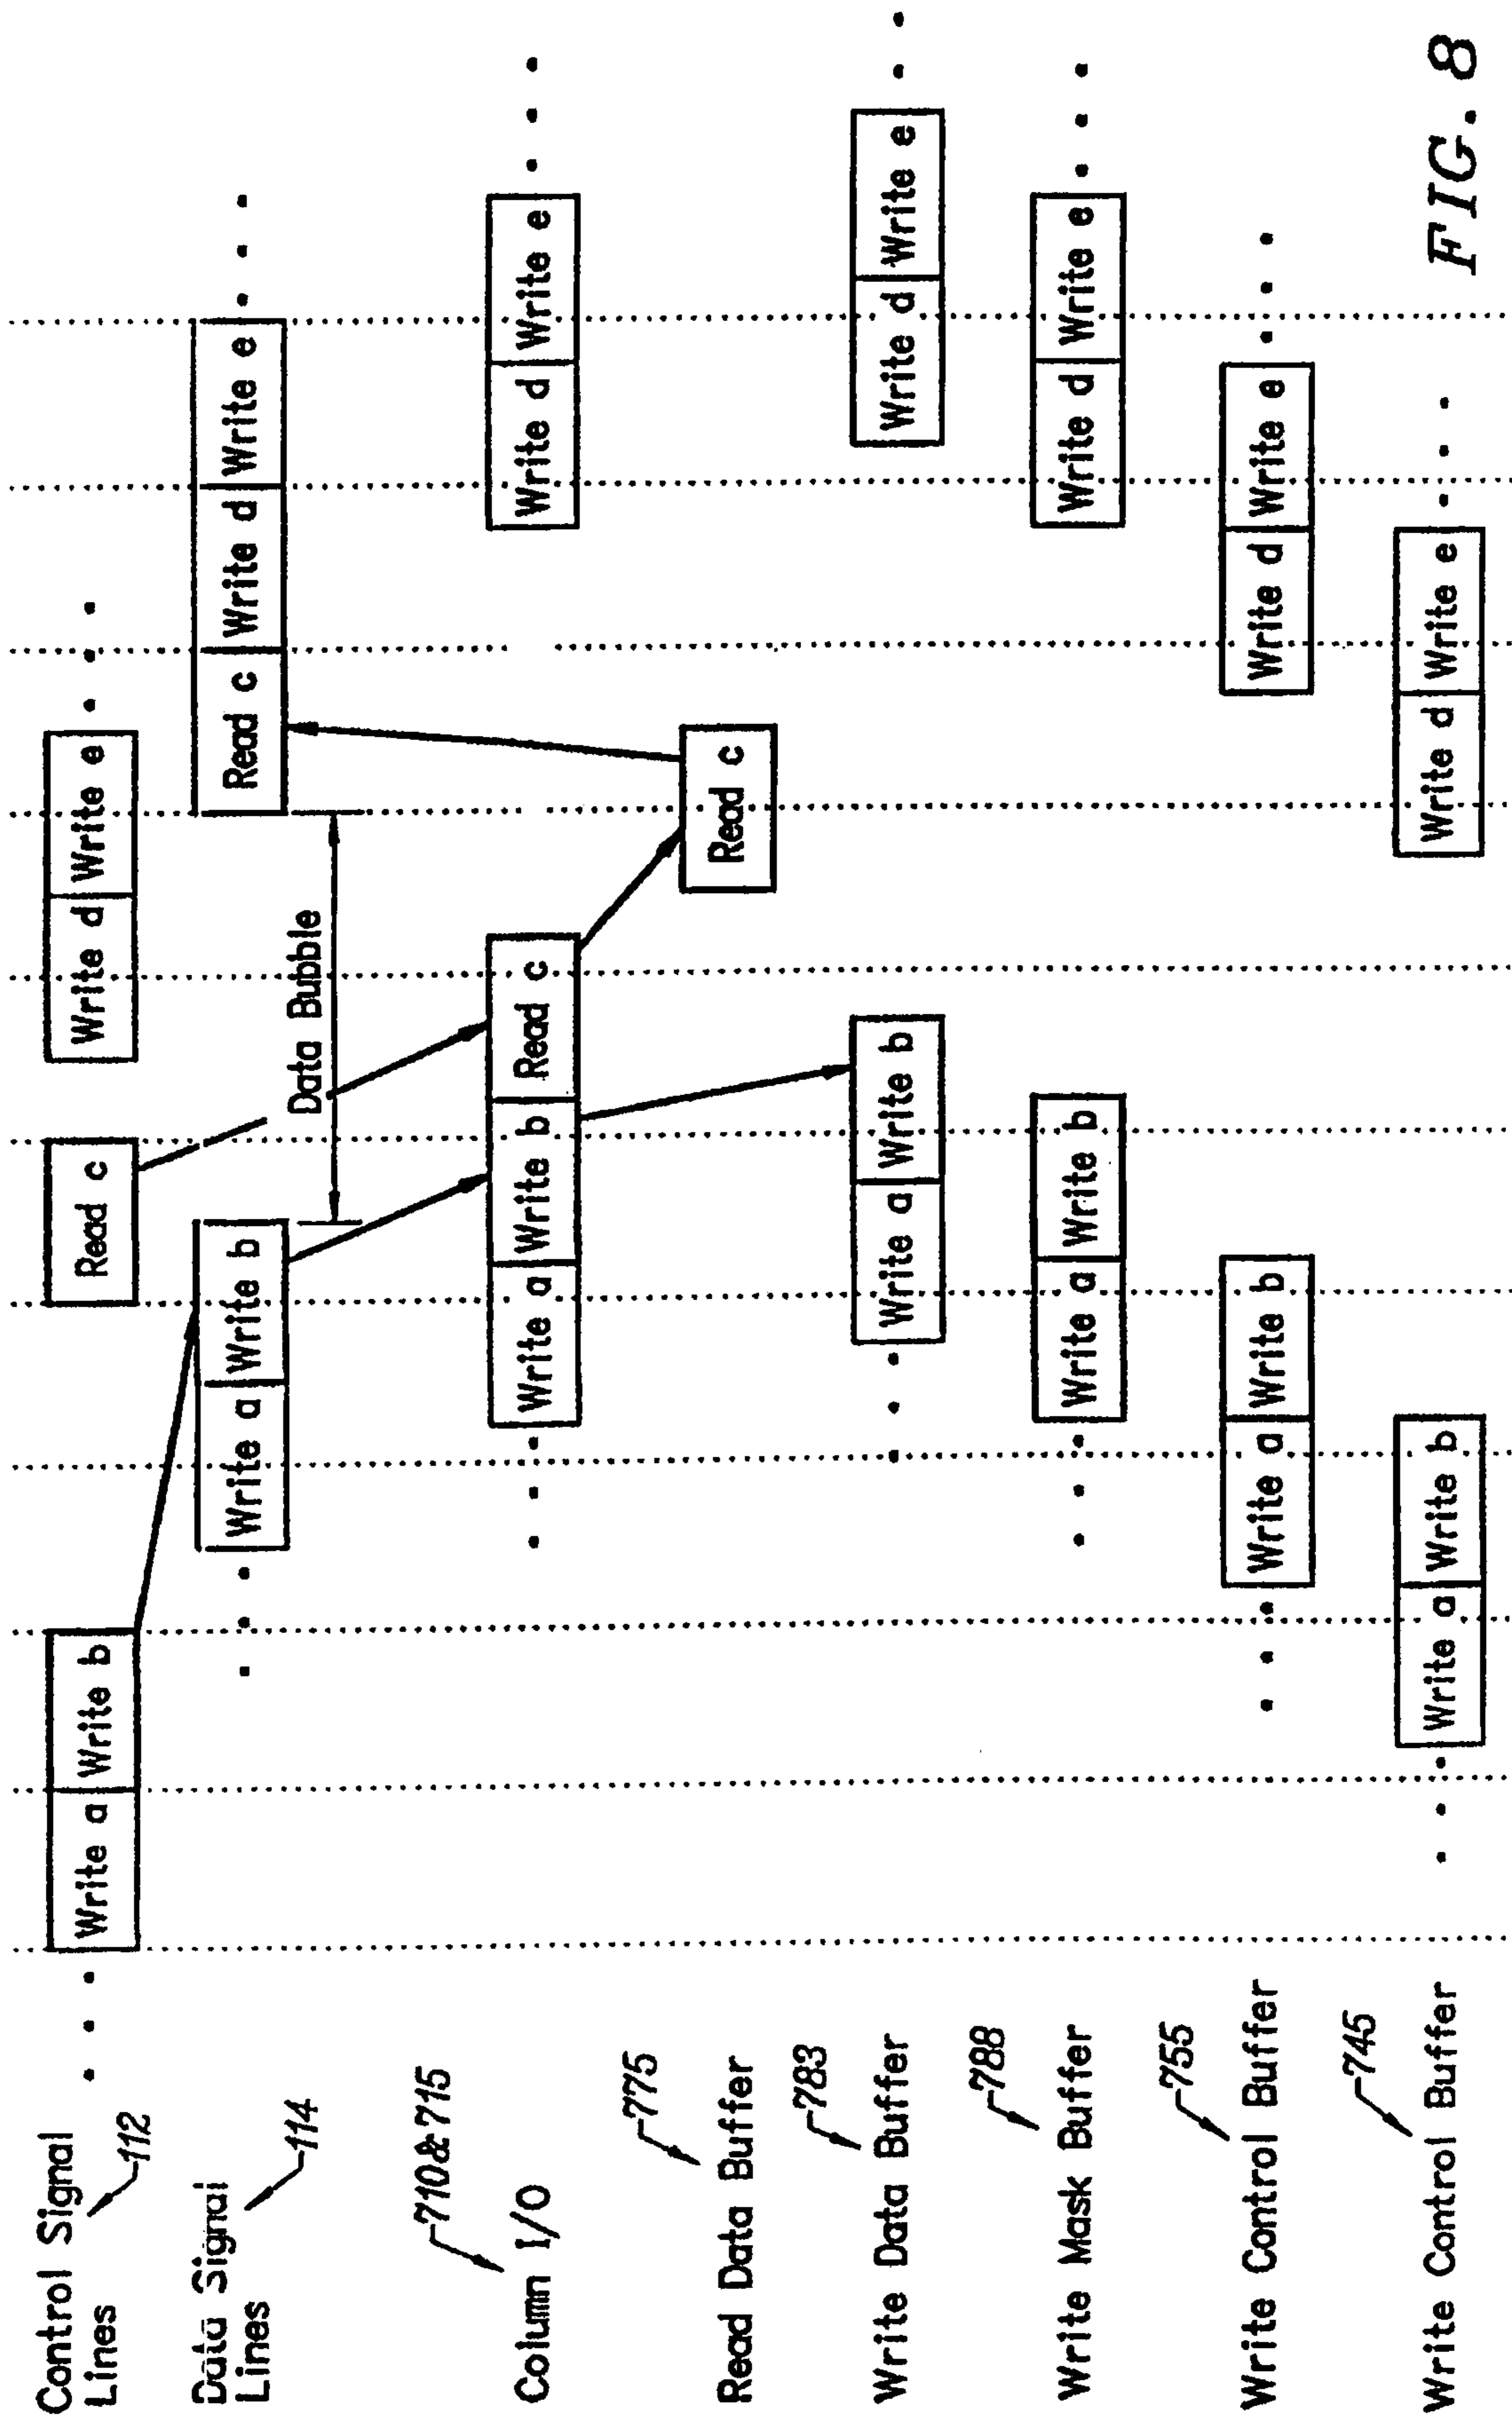 Control Signal
Lines
112
Write a Write b
Read c
Write d Write e
Data Signal
Lines
114
Write a Write b
Read c Write d Write e
Data Bubble
710&715
Column I/O
Write a Write b Read c
Write d Write e
775
Read Data Buffer
Read c
783
Write Data Buffer
Write a Write b
Write d Write e
788
Write Mask Buffer
Write a Write b
Write d Write e
755
Write Control Buffer
Write a Write b
Write d Write e
745
Write Control Buffer
Write a Write b
Write d Write e
FIG. 8